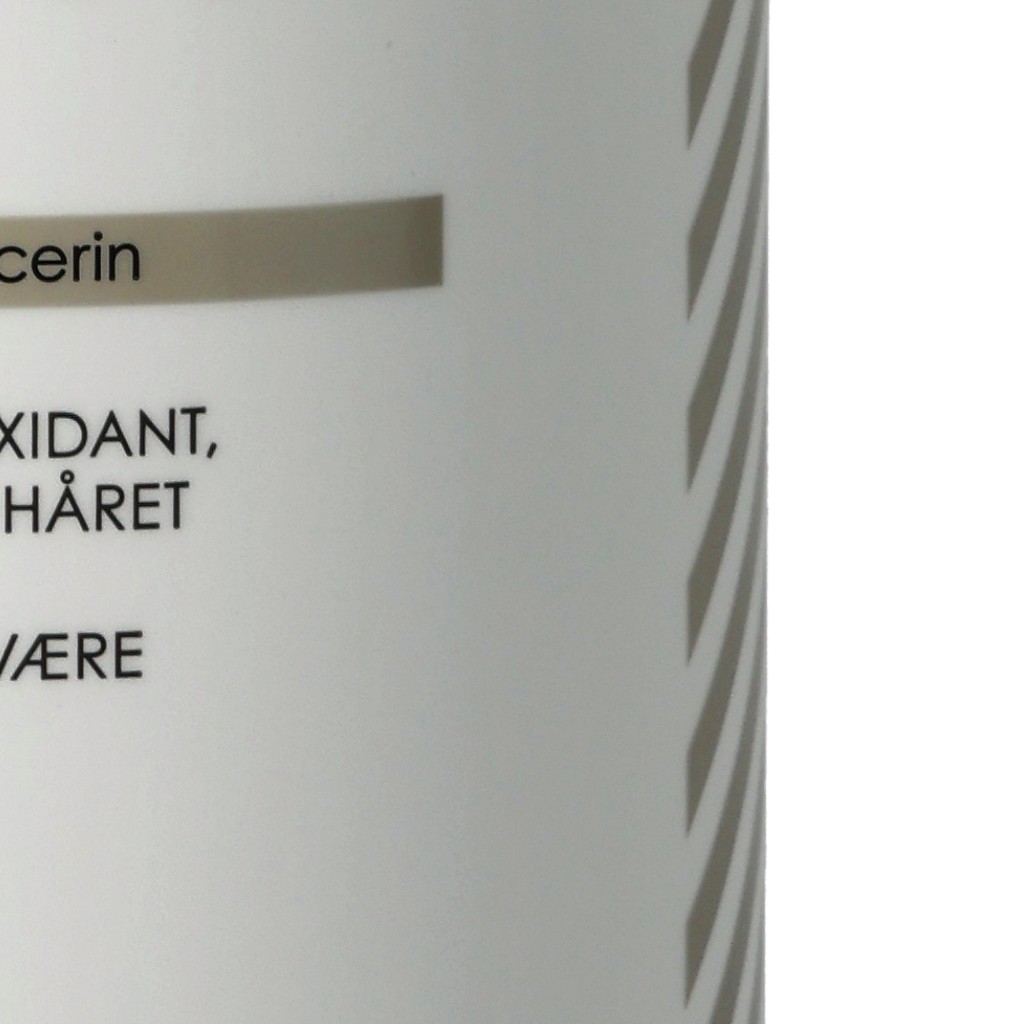 cerin
XIDANT,
HÅRET
VÆRE